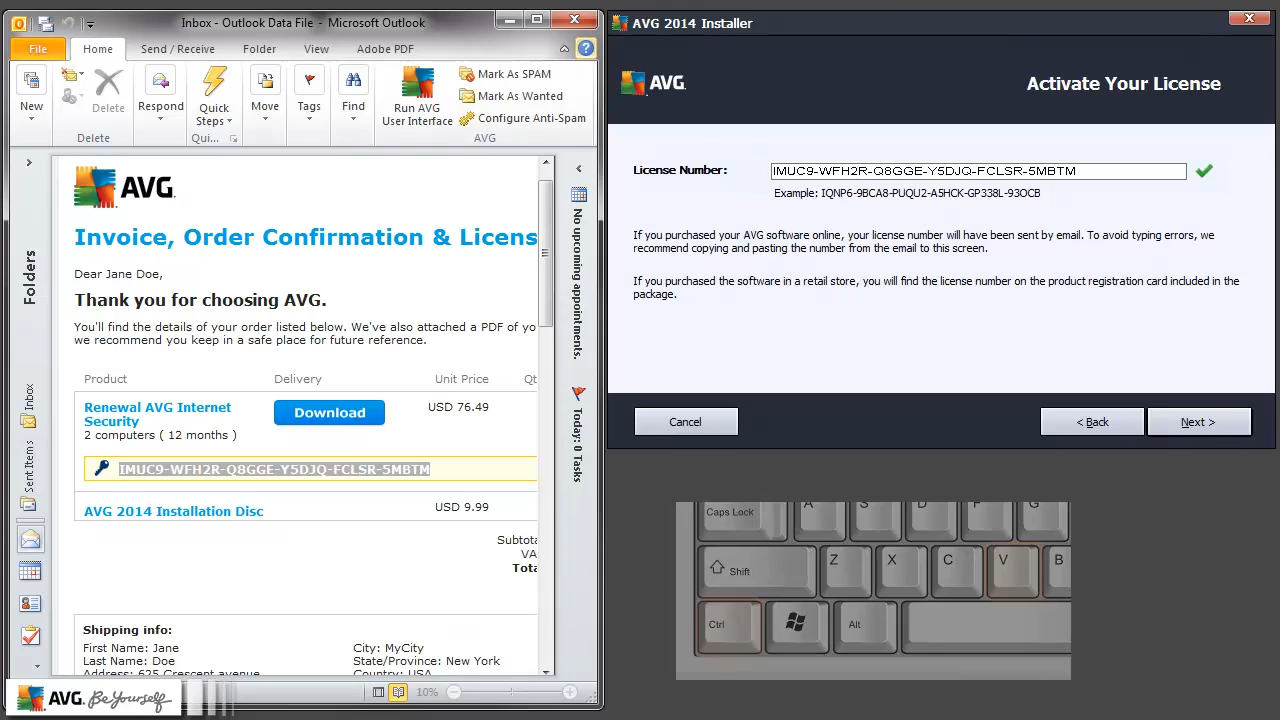 Inbox - Outlook Data File - Microsoft Outlook
File
Home
Send / Receive
Folder
View
Adobe PDF
New
Delete
Respond
Quick
Steps
Move
Tags
Find
Run AVG
User Interface
Mark As SPAM
Mark As Wanted
Configure Anti-Spam
Delete
Qui...
AVG
Folders
Inbox
Sent Items
AVG.
Invoice, Order Confirmation & Licens
Dear Jane Doe,
Thank you for choosing AVG.
You'll find the details of your order listed below. We've also attached a PDF of yo
we recommend you keep in a safe place for future reference.
Product Delivery Unit Price Qt
Renewal AVG Internet
Security
2 computers ( 12 months )
Download
USD 76.49
IMUC9-WFH2R-Q8GGE-Y5DJQ-FCLSR-5MBTM
AVG 2014 Installation Disc
USD 9.99
Subtota
VA
Tota
Shipping info:
First Name: Jane City: MyCity
Last Name: Doe State/Province: New York
Address: 625 Crescent avenue Country: USA
No upcoming appointments.
Today: 0 Tasks
10%
AVG. Be Yourself
AVG 2014 Installer
AVG.
Activate Your License
License Number:
IMUC9-WFH2R-Q8GGE-Y5DJQ-FCLSR-5MBTM
Example: IQNP6-9BCA8-PUQU2-A5HCK-GP338L-93OCB
If you purchased your AVG software online, your license number will have been sent by email. To avoid typing errors, we
recommend copying and pasting the number from the email to this screen.
If you purchased the software in a retail store, you will find the license number on the product registration card included in the
package.
Cancel
< Back
Next >
Caps Lock A S D F G
Shift Z X C V B
Ctrl Alt